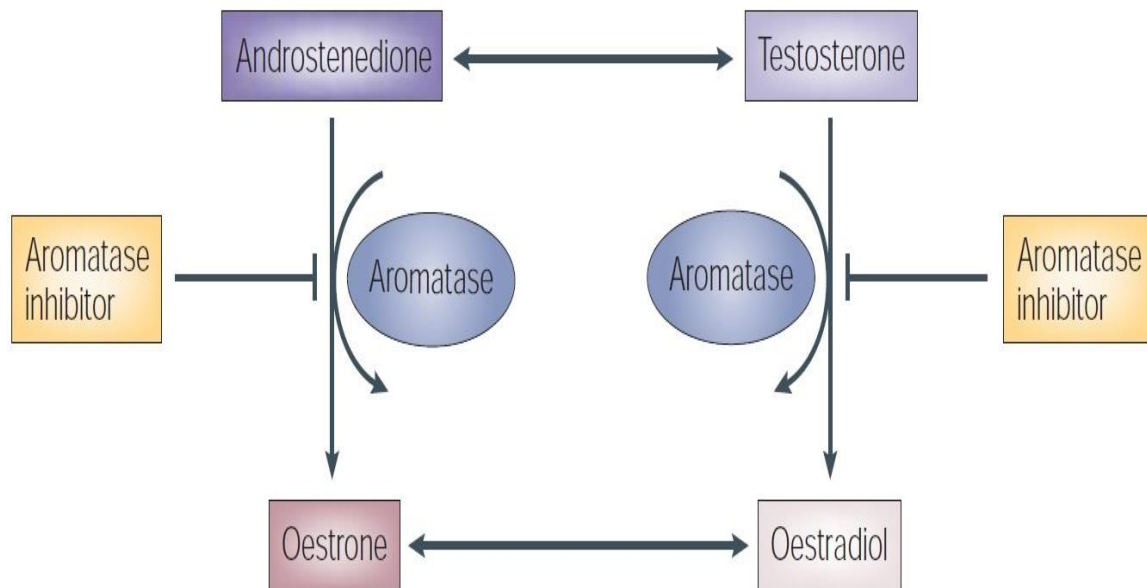 Androstenedione
Testosterone
Aromatase
inhibitor
Aromatase
Aromatase
Aromatase
inhibitor
Oestrone
Oestradiol